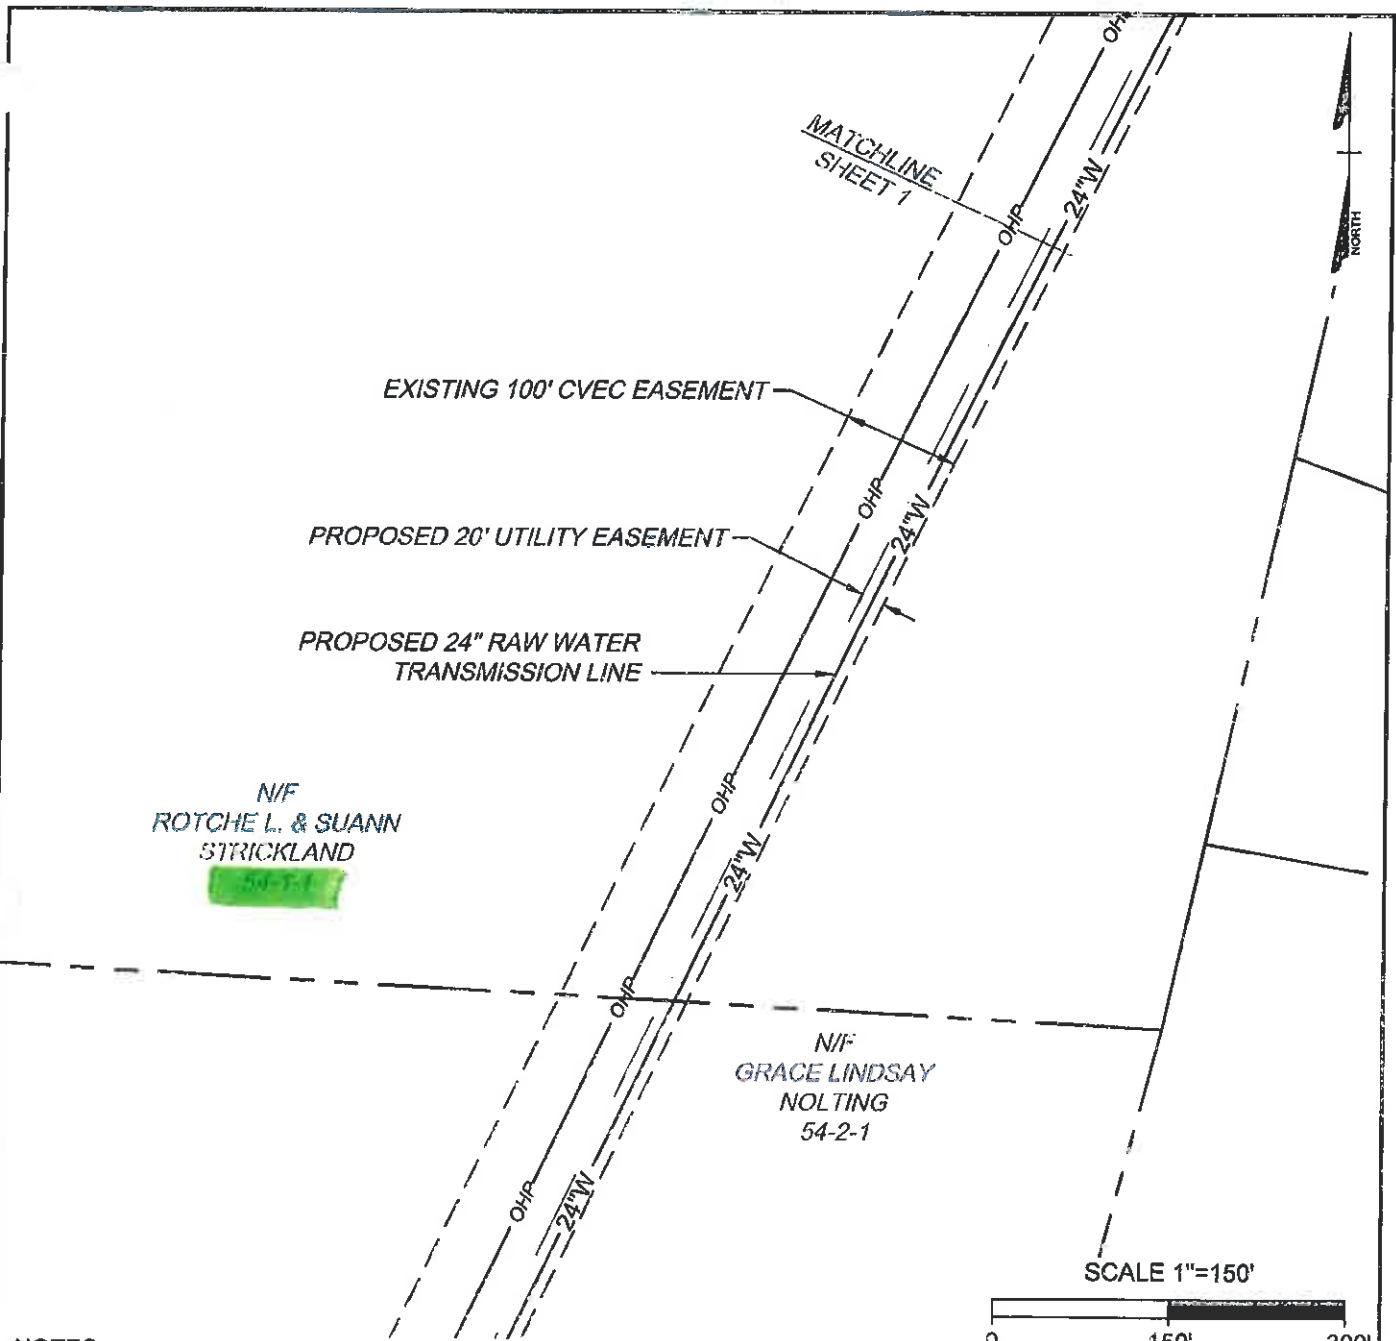 OHP
MATCHLINE
SHEET 1
24"W
OHP
NORTH
EXISTING 100' CVEC EASEMENT
OHP
24"W
PROPOSED 20' UTILITY EASEMENT
PROPOSED 24" RAW WATER
TRANSMISSION LINE
N/F
ROTCHE L. & SUANN
STRICKLAND
OHP
24"W
OHP
N/F
GRACE LINDSAY
NOLTING
54-2-1
OHP
24"W
SCALE 1"=150'
0 150' 300'
NOTES